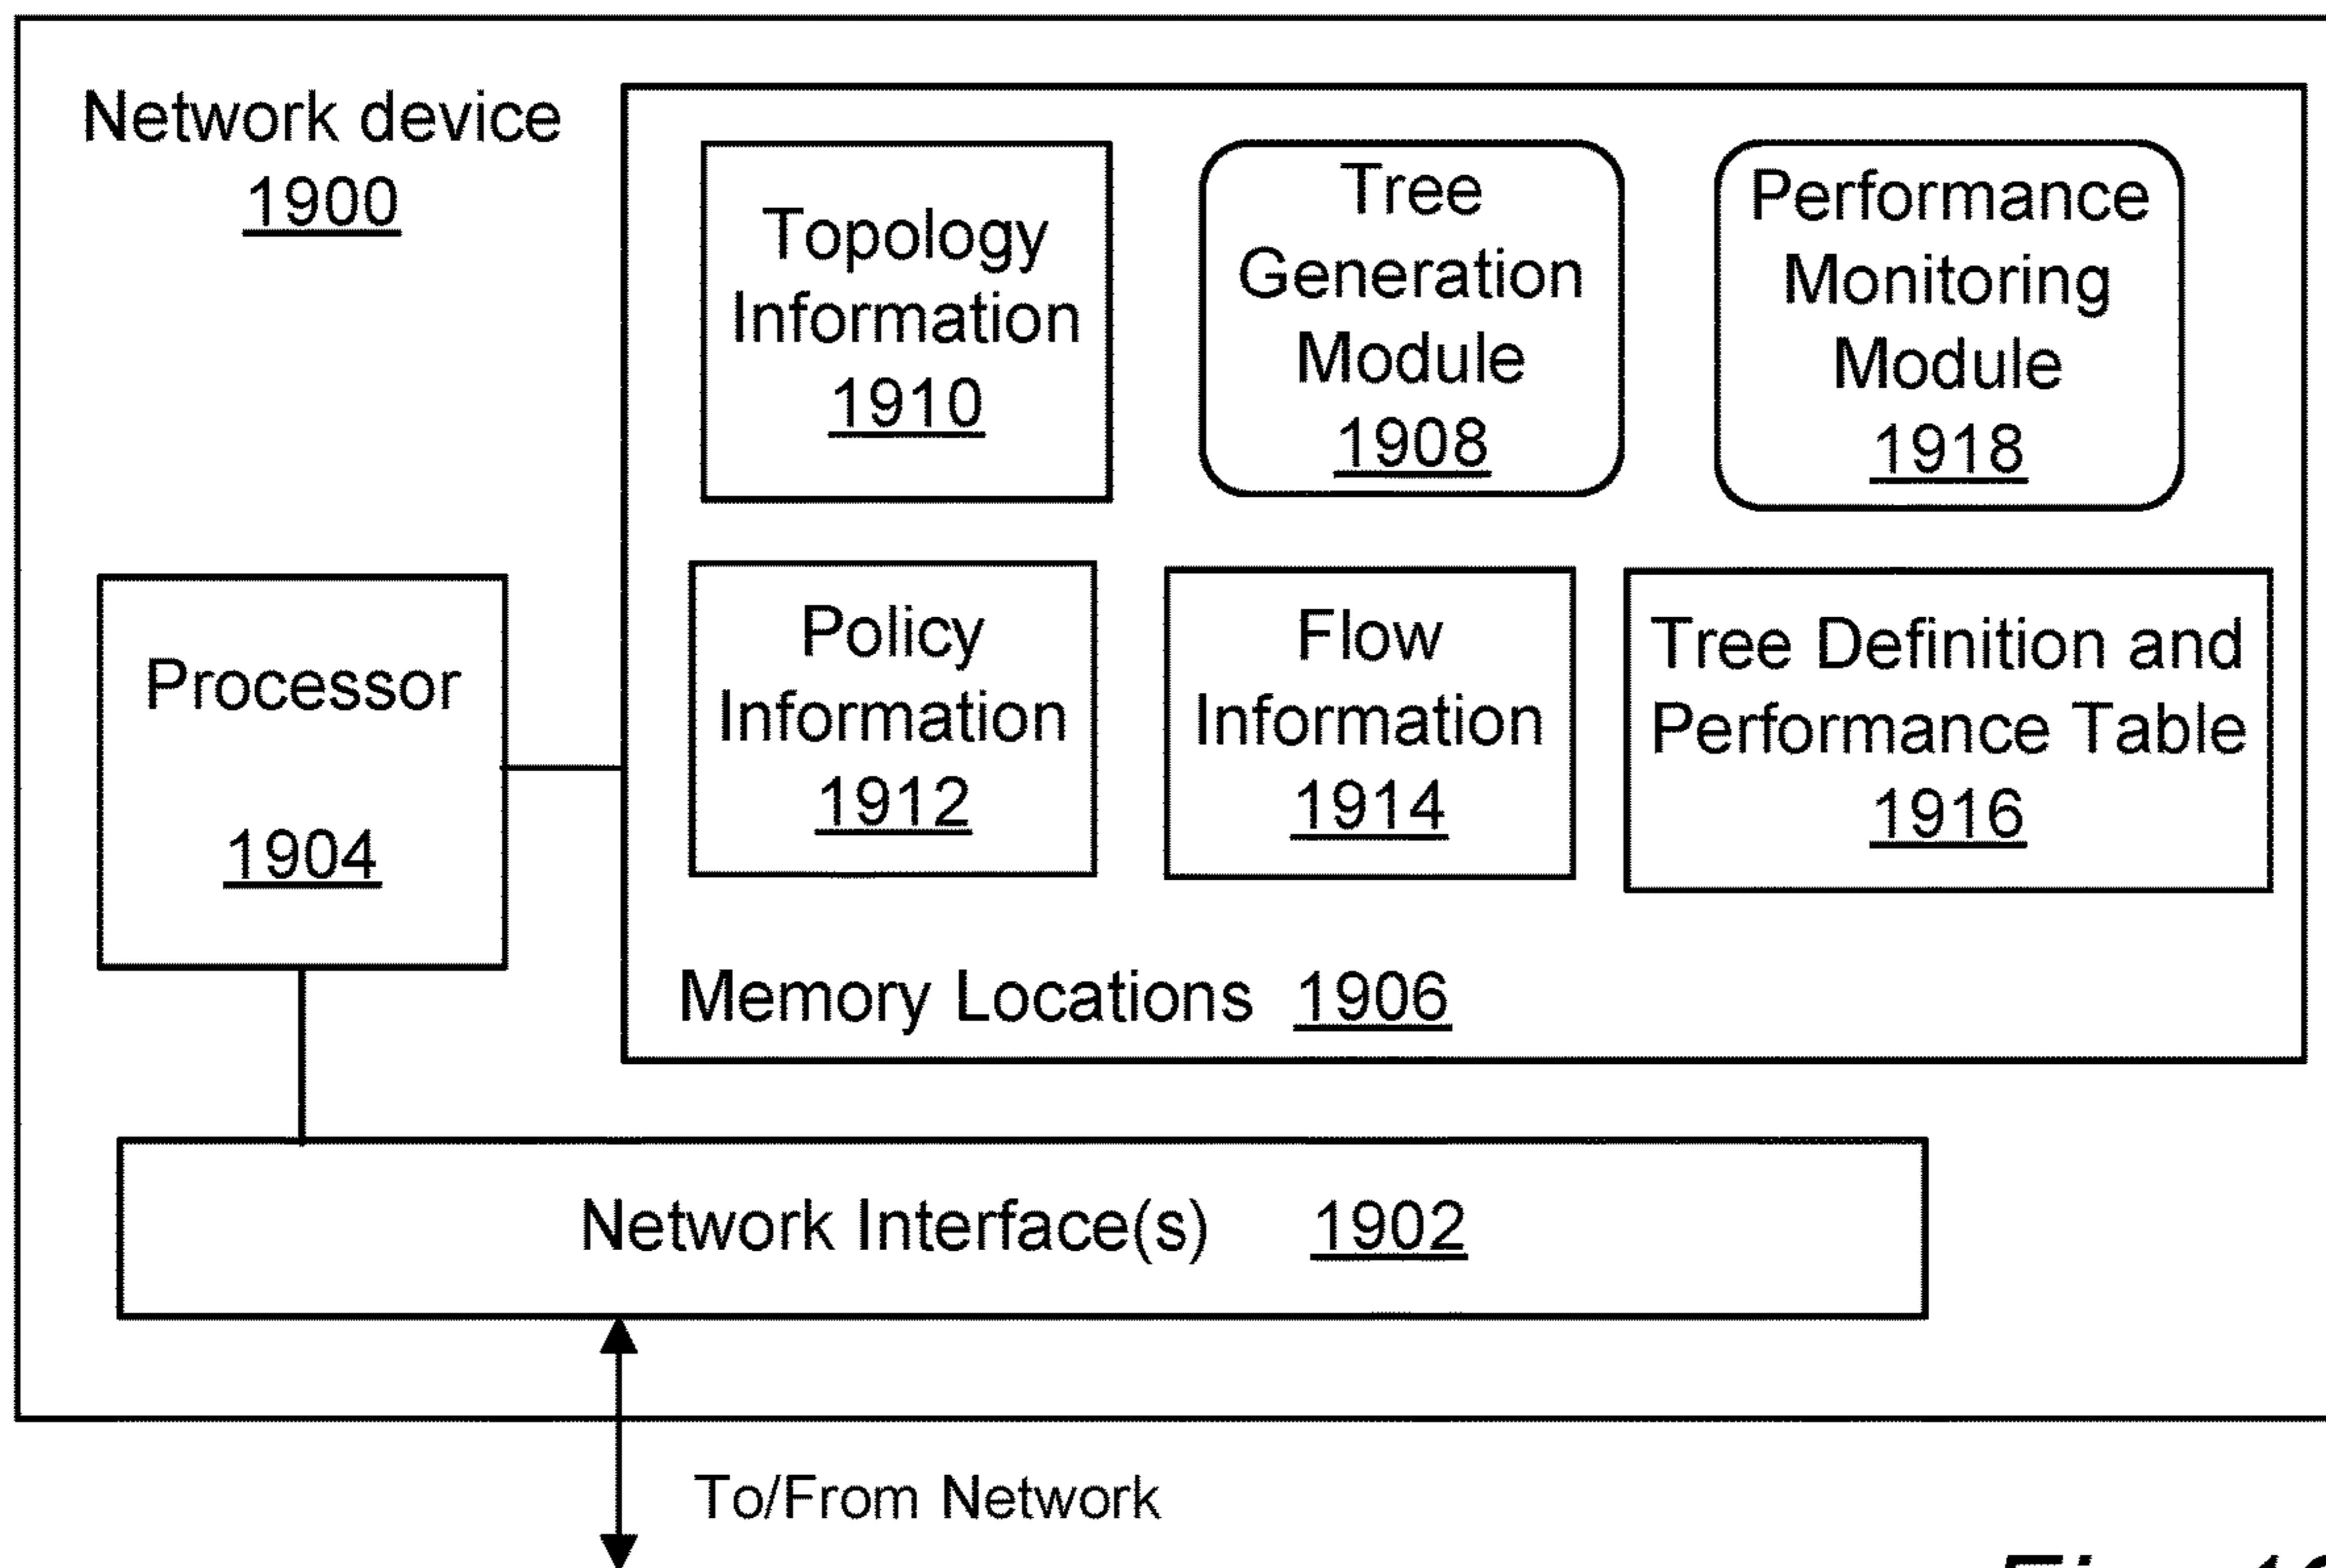 Network device
1900
Topology
Information
1910
Tree
Generation
Module
1908
Performance
Monitoring
Module
1918
Processor
1904
Policy
Information
1912
Flow
Information
1914
Tree Definition and
Performance Table
1916
Memory Locations 1906
Network Interface(s) 1902
To/From Network